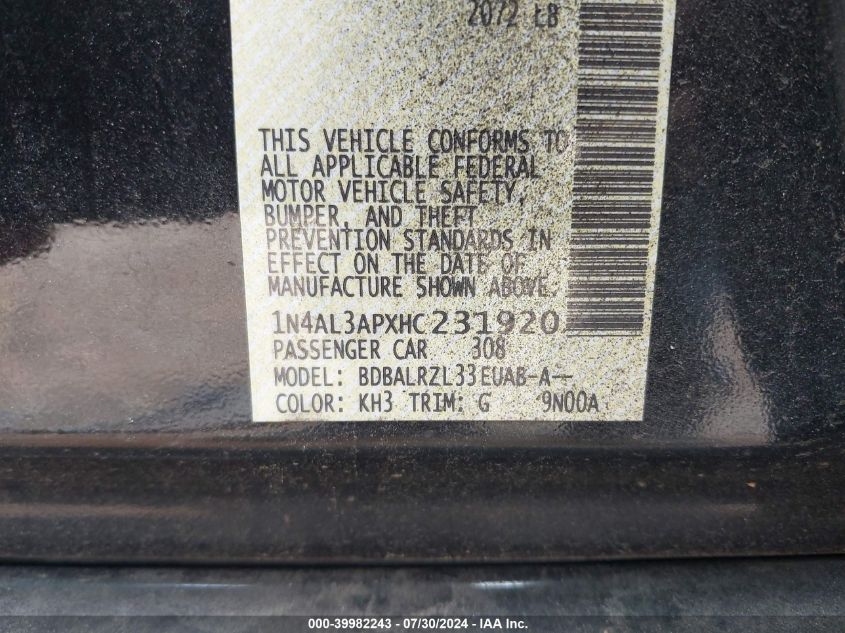 2072 LB
THIS VEHICLE CONFORMS TO
ALL APPLICABLE FEDERAL
MOTOR VEHICLE SAFETY,
BUMPER, AND THEFT
PREVENTION STANDARDS IN
EFFECT ON THE DATE OF
MANUFACTURE SHOWN ABOVE.
1N4AL3APXHC231920
PASSENGER CAR 308
MODEL: BDBALRZL33EUAB-A-
COLOR: KH3 TRIM: G 9N00A
000-39982243 - 07/30/2024 - IAA Inc.